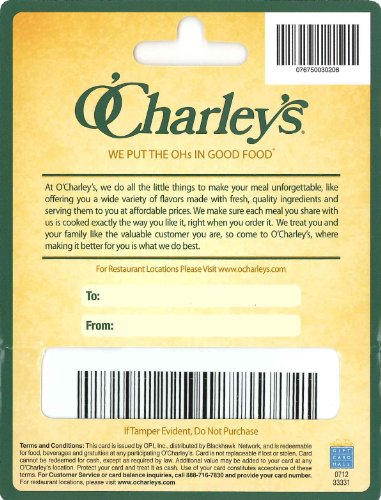 076750030206
O'Charley's®
WE PUT THE OHs IN GOOD FOOD
At O'Charley's, we do all the little things to make your meal unforgettable, like
offering you a wide variety of flavors made with fresh, quality ingredients and
serving them to you at affordable prices. We make sure each meal you share with
us is cooked exactly the way you like it, right when you order it. We treat you and
your family like the valuable customer you are, so come to O'Charley's, where
making it better for you is what we do best.
For Restaurant Locations Please Visit www.ocharleys.com
To:
From:
If Tamper Evident, Do Not Purchase
Terms and Conditions: This card is issued by OPI, Inc., distributed by Blackhawk Network, and is redeemable
for food, beverages and gratuities at any participating O'Charley's. Card is not replaceable if lost or stolen. Card
cannot be redeemed for cash, except as required by law. Additional value may be added to your card at any
O'Charley's location. Protect your card and treat it as cash. Use of your card constitutes acceptance of these
terms. For Customer Service or card balance inquiries, call 888-716-7830 and provide your card number. For
Restaurant locations, please visit www.ocharleys.com
GIFT
CARD
MALL
0712
33331